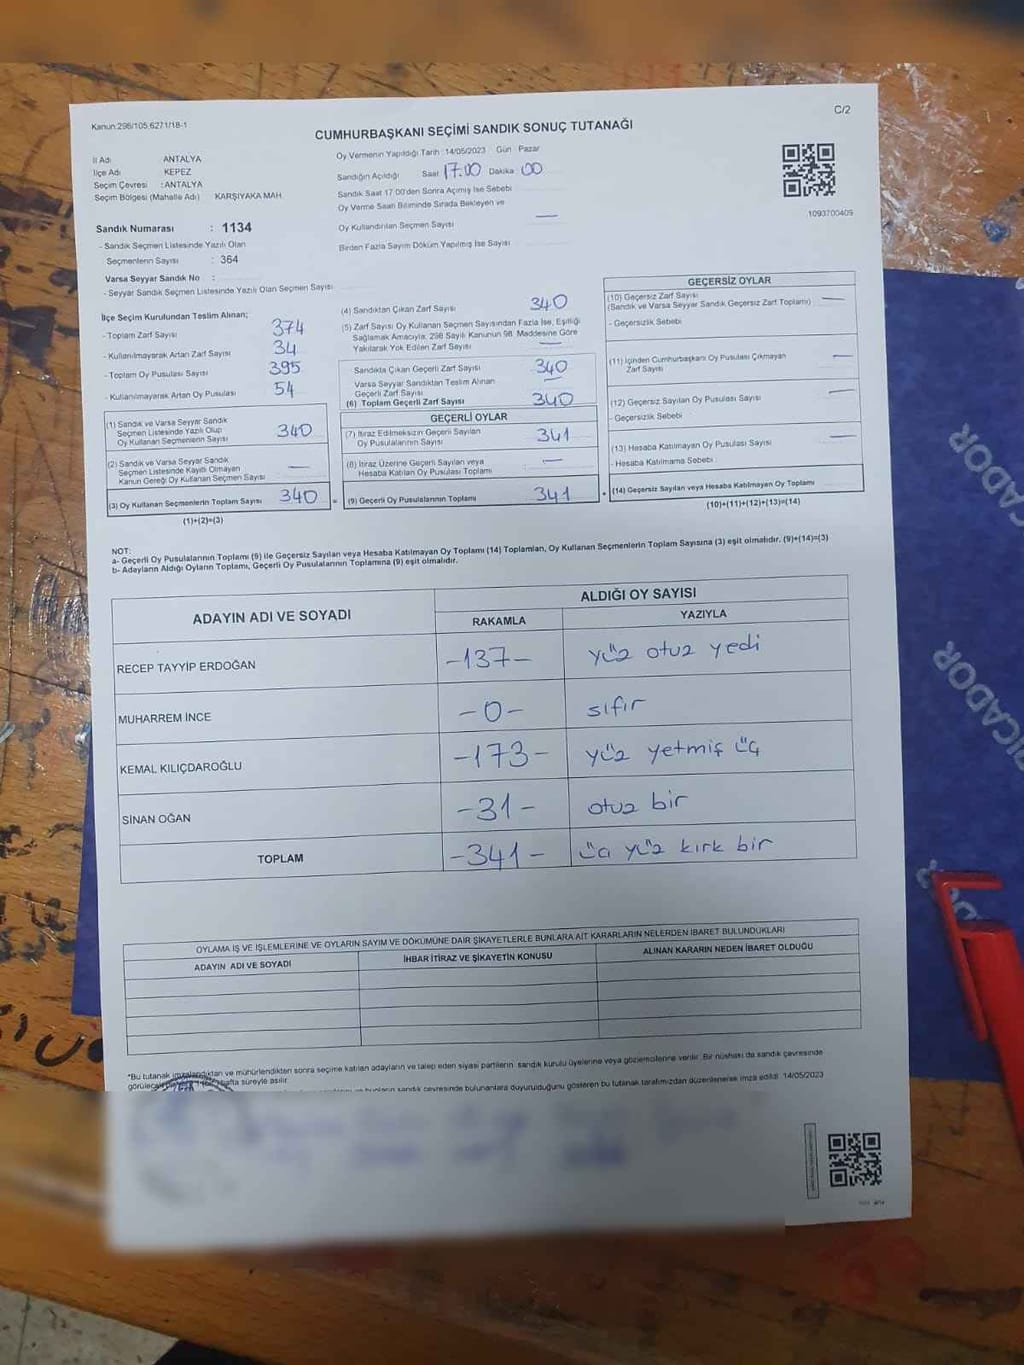 Kanun:298/105,6271/18-1
C/2
CUMHURBAŞKANI SEÇİMİ SANDIK SONUÇ TUTANAĞI
İl Adı ANTALYA
İlçe Adı KEPEZ
Seçim Çevresi : ANTALYA
Seçim Bölgesi (Mahalle Adı) KARŞIYAKA MAH
Sandık Numarası : 1134
- Sandık Seçmen Listesinde Yazılı Olan
Seçmenlerin Sayısı : 364
Varsa Seyyar Sandık No :
- Seyyar Sandık Seçmen Listesinde Yazılı Olan Seçmen Sayısı
Oy Vermenin Yapıldığı Tarih :14/05/2023 Gün : Pazar
Sandığın Açıldığı Saat 17.00 Dakika 00
Sandık Saat 17.00'den Sonra Açımış İse Sebebi
Oy Verme Saati Bitiminde Sırada Bekleyen ve
Oy Kullandırılan Seçmen Sayısı —
Birden Fazla Sayım Döküm Yapılmış İse Sayısı
1093700409
İlçe Seçim Kurulundan Teslim Alınan;
- Toplam Zarf Sayısı 374
- Kullanılmayarak Artan Zarf Sayısı 34
- Toplam Oy Pusulası Sayısı 395
- Kullanılmayarak Artan Oy Pusulası 54
(1) Sandık ve Varsa Seyyar Sandık
Seçmen Listesinde Yazılı Olup
Oy Kullanan Seçmenlerin Sayısı 340
(2) Sandık ve Varsa Seyyar Sandık
Seçmen Listesinde Kayıtlı Olmayan
Kanun Gereği Oy Kullanan Seçmen Sayısı —
(3) Oy Kullanan Seçmenlerin Toplam Sayısı 340 =
(1)+(2)=(3)
(4) Sandıktan Çıkan Zarf Sayısı 340
(5) Zarf Sayısı Oy Kullanan Seçmen Sayısından Fazla İse, Eşitliği
Sağlamak Amacıyla, 298 Sayılı Kanunun 98. Maddesine Göre
Yakılarak Yok Edilen Zarf Sayısı —
Sandıkta Çıkan Geçerli Zarf Sayısı 340
Varsa Seyyar Sandıktan Teslim Alınan
Geçerli Zarf Sayısı —
(6) Toplam Geçerli Zarf Sayısı 340
GEÇERLİ OYLAR
(7) İtiraz Edilmeksizin Geçerli Sayılan
Oy Pusulalarının Sayısı 341
(8) İtiraz Üzerine Geçerli Sayılan veya
Hesaba Katılan Oy Pusulası Toplamı —
(9) Geçerli Oy Pusulalarının Toplamı 341 +
GEÇERSİZ OYLAR
(10) Geçersiz Zarf Sayısı
(Sandık ve Varsa Seyyar Sandık Geçersiz Zarf Toplamı) —
- Geçersizlik Sebebi
(11) İçinden Cumhurbaşkanı Oy Pusulası Çıkmayan
Zarf Sayısı —
(12) Geçersiz Sayılan Oy Pusulası Sayısı —
- Geçersizlik Sebebi
(13) Hesaba Katılmayan Oy Pusulası Sayısı —
- Hesaba Katılmama Sebebi
(14) Geçersiz Sayılan veya Hesaba Katılmayan Oy Toplamı
(10)+(11)+(12)+(13)=(14)
NOT:
a- Geçerli Oy Pusulalarının Toplamı (9) ile Geçersiz Sayılan veya Hesaba Katılmayan Oy Toplamı (14) Toplamları, Oy Kullanan Seçmenlerin Toplam Sayısına (3) eşit olmalıdır. (9)+(14)=(3)
b- Adayların Aldığı Oyların Toplamı, Geçerli Oy Pusulalarının Toplamına (9) eşit olmalıdır.
ADAYIN ADI VE SOYADI
ALDIĞI OY SAYISI
RAKAMLA YAZIYLA
RECEP TAYYİP ERDOĞAN -137- yüz otuz yedi
MUHARREM İNCE -0- sıfır
KEMAL KILIÇDAROĞLU -173- yüz yetmiş üç
SİNAN OĞAN -31- otuz bir
TOPLAM -341- üç yüz kırk bir
OYLAMA İŞ VE İŞLEMLERİNE VE OYLARIN SAYIM VE DÖKÜMÜNE DAİR ŞİKAYETLERLE BUNLARA AİT KARARLARIN NELERDEN İBARET BULUNDUKLARI
ADAYIN ADI VE SOYADI İHBAR İTİRAZ VE ŞİKAYETİN KONUSU ALINAN KARARIN NEDEN İBARET OLDUĞU
*Bu tutanak imzalandıktan ve mühürlendikten sonra seçime katılan adayların ve talep eden siyasi partilerin sandık kurulu üyelerine veya gözlemcilerine verilir. Bir nüshası da sandık çevresinde
hafta süreyle asılır.
sandık çevresinde bulunanlara duyurulduğunu gösteren bu tutanak tarafımızdan düzenlenerek imza edildi. 14/05/2023
CADOR
ICADOR